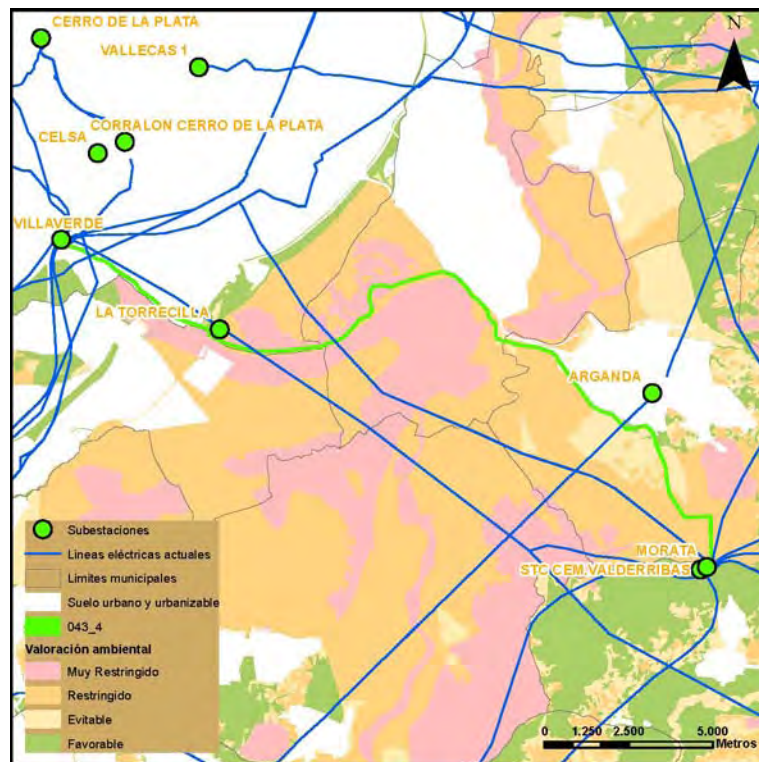 CERRO DE LA PLATA
N
VALLECAS 1
CORRALON CERRO DE LA PLATA
CELSA
VILLAVERDE
LA TORRECILLA
ARGANDA
MORATA
STC CEM.VALDERRIBAS
Subestaciones
Lineas eléctricas actuales
Limites municipales
Suelo urbano y urbanizable
043_4
Valoración ambiental
Muy Restringido
Restringido
Evitable
Favorable
0 1.250 2.500 5.000
Metros